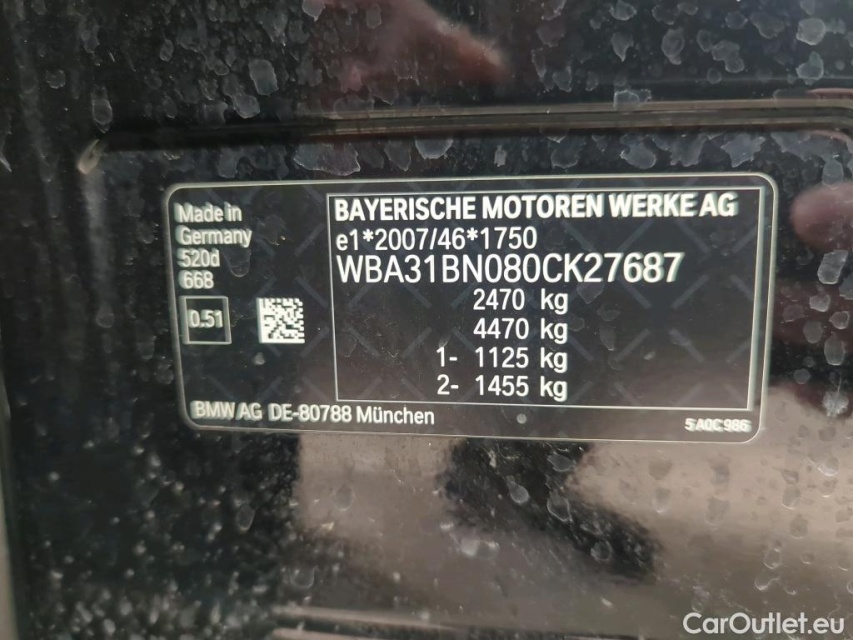 Made in
Germany
520d
668
0.51
BAYERISCHE MOTOREN WERKE AG
e1*2007/46*1750
WBA31BN080CK27687
2470 kg
4470 kg
1- 1125 kg
2- 1455 kg
BMW AG DE-80788 München
5A0C986
CarOutlet.eu